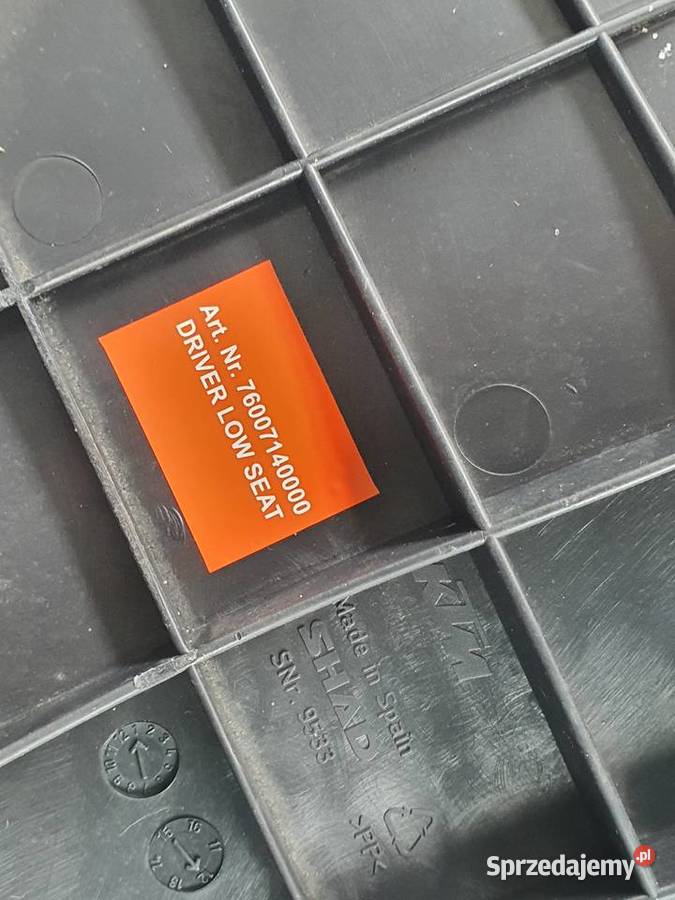 Art. Nr. 76007140000
DRIVER LOW SEAT
KTM
Made in Spain
SHAD
SNr. 9533
>PP<
Sprzedajemy.pl